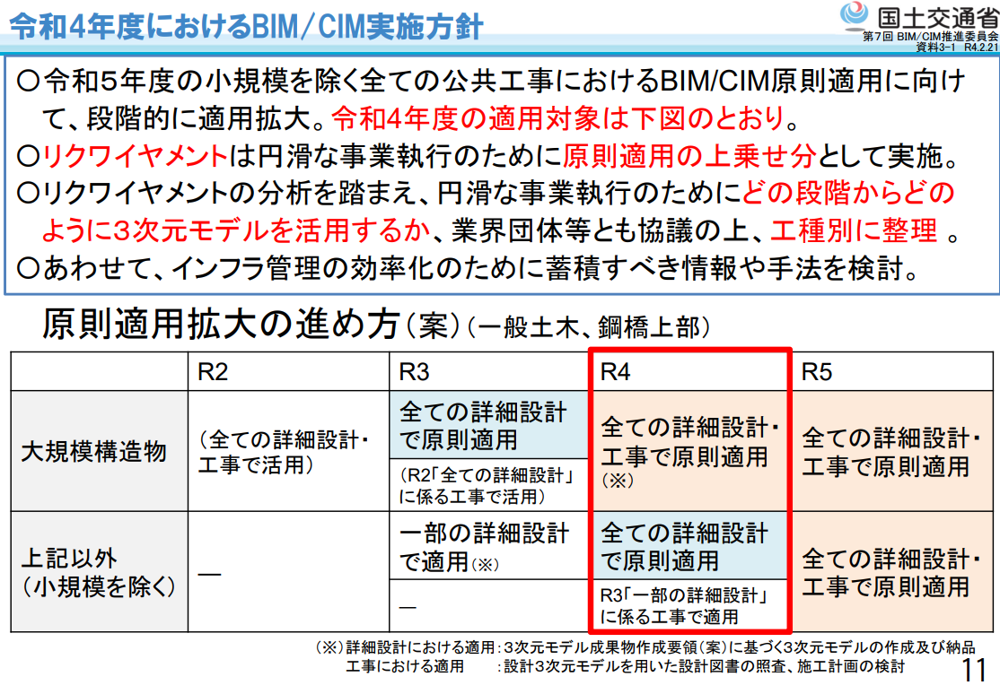 令和4年度におけるBIM/CIM実施方針
国土交通省
第7回 BIM/CIM推進委員会
資料3-1 R4.2.21
○令和5年度の小規模を除く全ての公共工事におけるBIM/CIM原則適用に向け
て、段階的に適用拡大。令和4年度の適用対象は下図のとおり。
○リクワイヤメントは円滑な事業執行のために原則適用の上乗せ分として実施。
○リクワイヤメントの分析を踏まえ、円滑な事業執行のためにどの段階からどの
ように3次元モデルを活用するか、業界団体等とも協議の上、工種別に整理 。
○あわせて、インフラ管理の効率化のために蓄積すべき情報や手法を検討。
原則適用拡大の進め方(案)(一般土木、鋼橋上部)
R2
R3
R4
R5
大規模構造物
(全ての詳細設計・
工事で活用)
全ての詳細設計
で原則適用
(R2「全ての詳細設計」
に係る工事で活用)
全ての詳細設計・
工事で原則適用
(※)
全ての詳細設計・
工事で原則適用
上記以外
(小規模を除く)
―
一部の詳細設計
で適用(※)
―
全ての詳細設計
で原則適用
R3「一部の詳細設計」
に係る工事で適用
全ての詳細設計・
工事で原則適用
(※)詳細設計における適用:3次元モデル成果物作成要領(案)に基づく3次元モデルの作成及び納品
工事における適用 :設計3次元モデルを用いた設計図書の照査、施工計画の検討
11